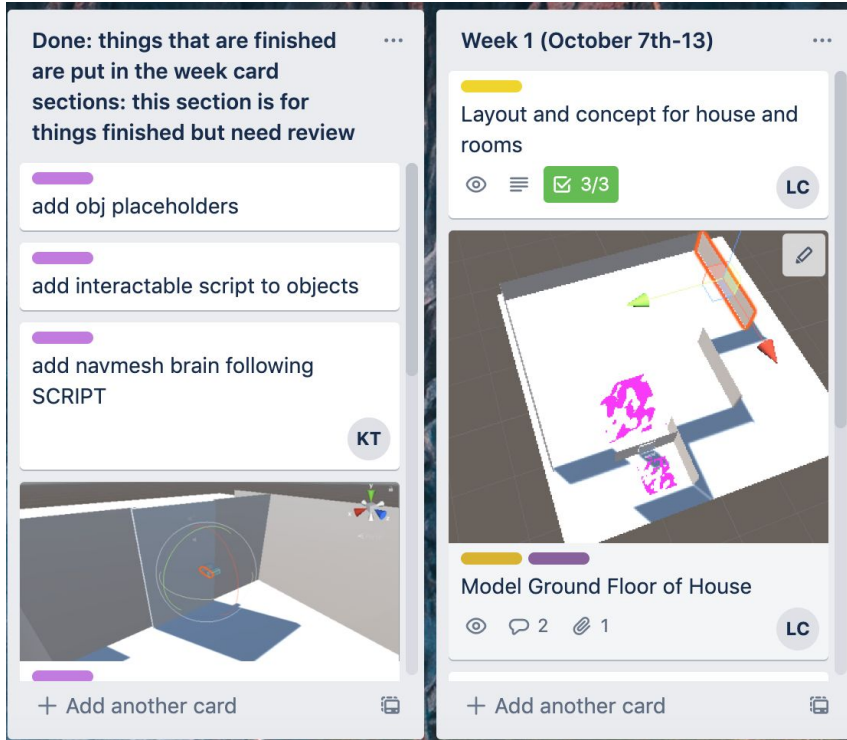 Done: things that are finished
are put in the week card
sections: this section is for
things finished but need review
add obj placeholders
add interactable script to objects
add navmesh brain following
SCRIPT
KT
+ Add another card
Week 1 (October 7th-13)
Layout and concept for house and
rooms
3/3
LC
Model Ground Floor of House
2
1
LC
+ Add another card